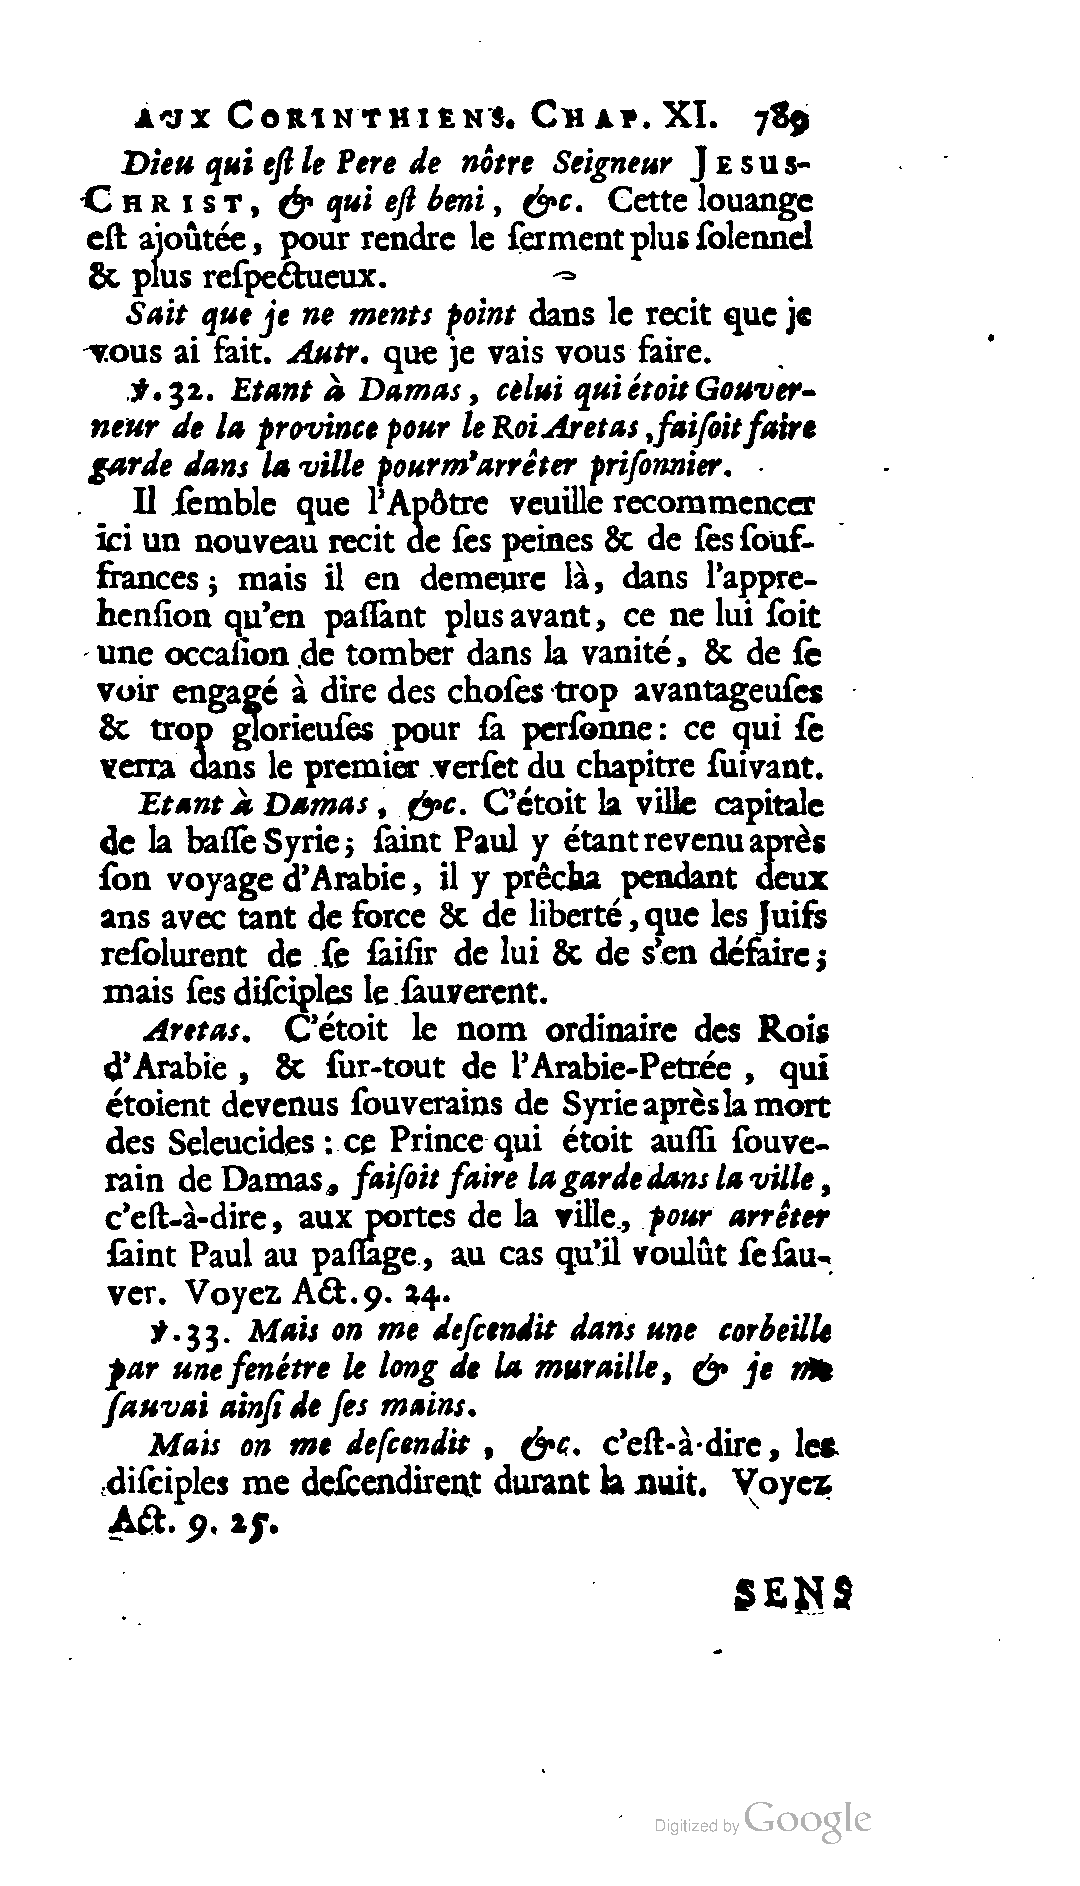 AUX CORINTHIENS. CHAP. XI. 789
Dieu qui eſt le Pere de nôtre Seigneur JESUS-
CHRIST, & qui eſt beni, &c. Cette louange
eſt ajoûtée, pour rendre le ſerment plus ſolennel
& plus reſpectueux.
Sait que je ne ments point dans le recit que je
vous ai fait. Autr. que je vais vous faire.
℣. 32. Etant à Damas, celui qui étoit Gouver-
neur de la province pour le Roi Aretas, faiſoit faire
garde dans la ville pour m'arrêter priſonnier.
Il ſemble que l'Apôtre veuille recommencer
ici un nouveau recit de ſes peines & de ſes ſouf-
frances; mais il en demeure là, dans l'appre-
henſion qu'en paſſant plus avant, ce ne lui ſoit
une occaſion de tomber dans la vanité, & de ſe
voir engagé à dire des choſes trop avantageuſes
& trop glorieuſes pour ſa perſonne: ce qui ſe
verra dans le premier verſet du chapitre ſuivant.
Etant à Damas, &c. C'étoit la ville capitale
de la baſſe Syrie; ſaint Paul y étant revenu après
ſon voyage d'Arabie, il y prêcha pendant deux
ans avec tant de force & de liberté, que les Juifs
reſolurent de ſe ſaiſir de lui & de s'en défaire;
mais ſes diſciples le ſauverent.
Aretas. C'étoit le nom ordinaire des Rois
d'Arabie, & ſur-tout de l'Arabie-Petrée, qui
étoient devenus ſouverains de Syrie après la mort
des Seleucides: ce Prince qui étoit auſſi ſouve-
rain de Damas, faiſoit faire la garde dans la ville,
c'eſt-à-dire, aux portes de la ville, pour arrêter
ſaint Paul au paſſage, au cas qu'il voulût ſe ſau-
ver. Voyez Act. 9. 24.
℣. 33. Mais on me deſcendit dans une corbeille
par une fenêtre le long de la muraille, & je me
ſauvai ainſi de ſes mains.
Mais on me deſcendit, &c. c'eſt-à-dire, les
diſciples me deſcendirent durant la nuit. Voyez
Act. 9. 25.
SENS
Digitized by Google